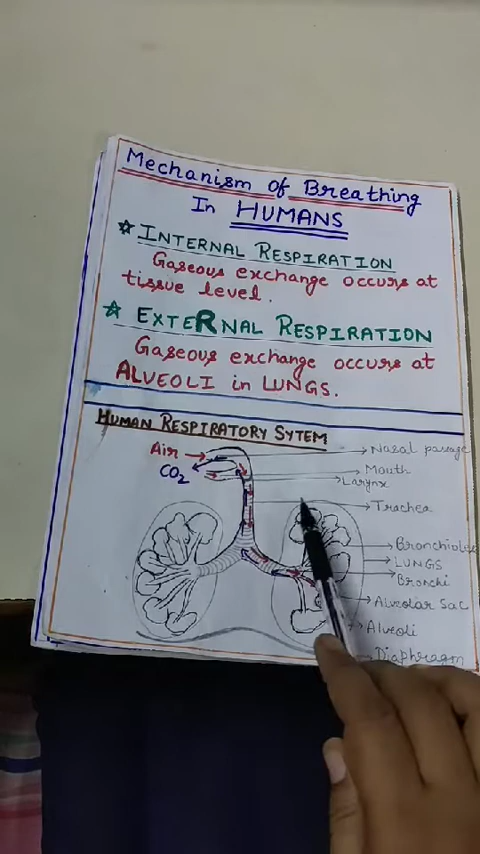 Mechanism of Breathing
In HUMANS
☆ INTERNAL RESPIRATION
Gaseous exchange occurs at
tissue level.
☆ EXTERNAL RESPIRATION
Gaseous exchange occurs at
ALVEOLI in LUNGS.
HUMAN RESPIRATORY SYTEM
Air
CO2
Nasal passage
Mouth
Larynx
Trachea
Bronchioles
LUNGS
Bronchi
Alveolar Sac
Alveoli
Diaphragm